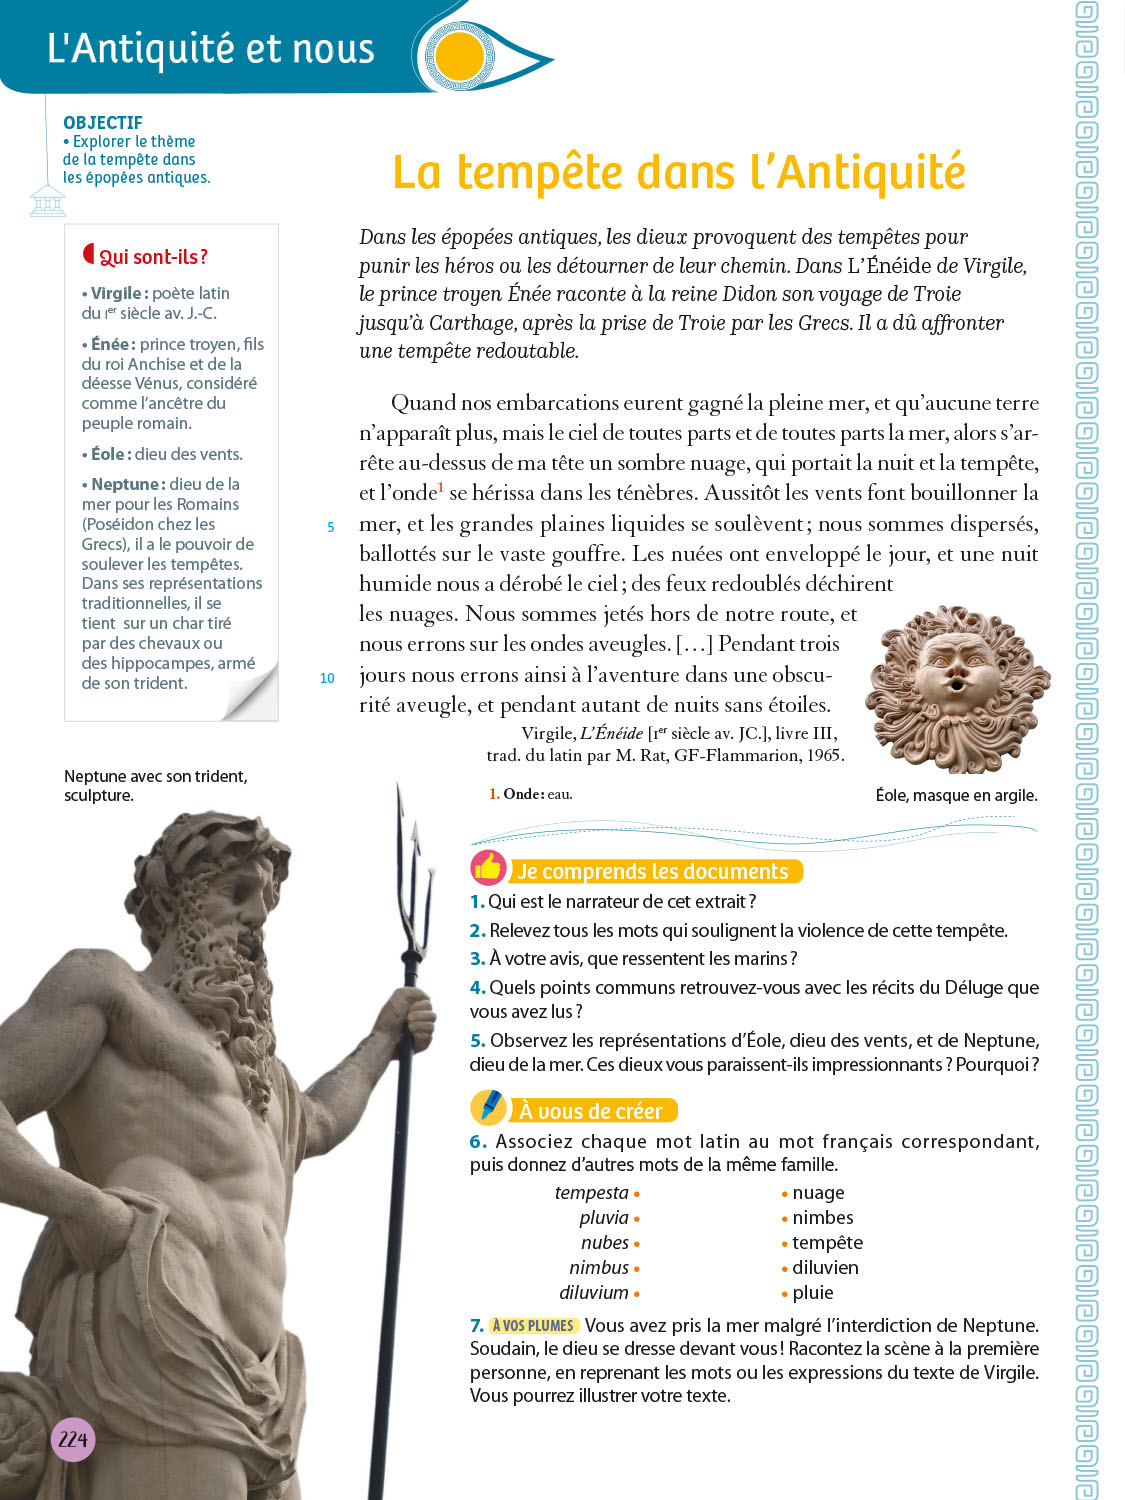 L'Antiquité et nous
OBJECTIF
• Explorer le thème
de la tempête dans
les épopées antiques.
La tempête dans l'Antiquité
Qui sont-ils ?
• Virgile : poète latin
du Ier siècle av. J.-C.
• Énée : prince troyen, fils
du roi Anchise et de la
déesse Vénus, considéré
comme l'ancêtre du
peuple romain.
• Éole : dieu des vents.
• Neptune : dieu de la
mer pour les Romains
(Poséidon chez les
Grecs), il a le pouvoir de
soulever les tempêtes.
Dans ses représentations
traditionnelles, il se
tient sur un char tiré
par des chevaux ou
des hippocampes, armé
de son trident.
Dans les épopées antiques, les dieux provoquent des tempêtes pour
punir les héros ou les détourner de leur chemin. Dans L'Énéide de Virgile,
le prince troyen Énée raconte à la reine Didon son voyage de Troie
jusqu'à Carthage, après la prise de Troie par les Grecs. Il a dû affronter
une tempête redoutable.
Quand nos embarcations eurent gagné la pleine mer, et qu'aucune terre
n'apparaît plus, mais le ciel de toutes parts et de toutes parts la mer, alors s'ar-
rête au-dessus de ma tête un sombre nuage, qui portait la nuit et la tempête,
et l'onde1 se hérissa dans les ténèbres. Aussitôt les vents font bouillonner la
5 mer, et les grandes plaines liquides se soulèvent ; nous sommes dispersés,
ballottés sur le vaste gouffre. Les nuées ont enveloppé le jour, et une nuit
humide nous a dérobé le ciel ; des feux redoublés déchirent
les nuages. Nous sommes jetés hors de notre route, et
nous errons sur les ondes aveugles. […] Pendant trois
10 jours nous errons ainsi à l'aventure dans une obscu-
rité aveugle, et pendant autant de nuits sans étoiles.
Virgile, L'Énéide [Ier siècle av. JC.], livre III,
trad. du latin par M. Rat, GF-Flammarion, 1965.
1. Onde : eau.
Éole, masque en argile.
Neptune avec son trident,
sculpture.
Je comprends les documents
1. Qui est le narrateur de cet extrait ?
2. Relevez tous les mots qui soulignent la violence de cette tempête.
3. À votre avis, que ressentent les marins ?
4. Quels points communs retrouvez-vous avec les récits du Déluge que
vous avez lus ?
5. Observez les représentations d'Éole, dieu des vents, et de Neptune,
dieu de la mer. Ces dieux vous paraissent-ils impressionnants ? Pourquoi ?
À vous de créer
6. Associez chaque mot latin au mot français correspondant,
puis donnez d'autres mots de la même famille.
tempesta • • nuage
pluvia • • nimbes
nubes • • tempête
nimbus • • diluvien
diluvium • • pluie
7. À VOS PLUMES Vous avez pris la mer malgré l'interdiction de Neptune.
Soudain, le dieu se dresse devant vous ! Racontez la scène à la première
personne, en reprenant les mots ou les expressions du texte de Virgile.
Vous pourrez illustrer votre texte.
224